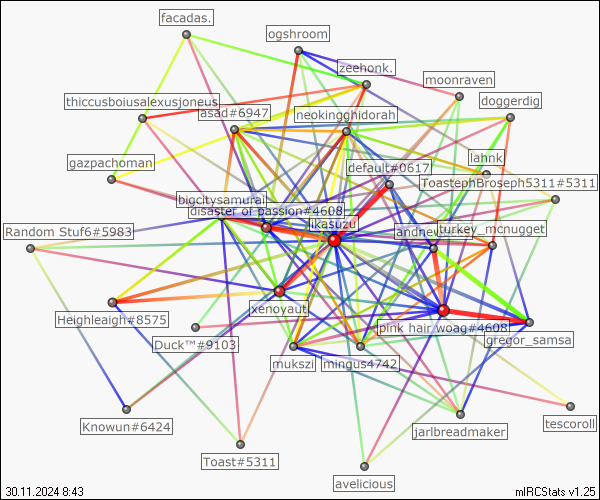 facadas.
ogshroom
zeehonk.
moonraven
thiccusboiusalexusjoneus
doggerdig
asad#6947
neokingghidorah
lahnk
gazpachoman
default#0617
ToastephBroseph5311#5311
bigcitysamurai
disaster of passion#4608
ikasuzu
Random Stuf6#5983
turkey_mcnugget
xenoyaut
Heighleaigh#8575
pink hair woag#4608
gregor_samsa
Duck™#9103
mukszi
mingus4742
Knowun#6424
jarlbreadmaker
tescoroll
Toast#5311
avelicious
30.11.2024 8:43
mIRCStats v1.25